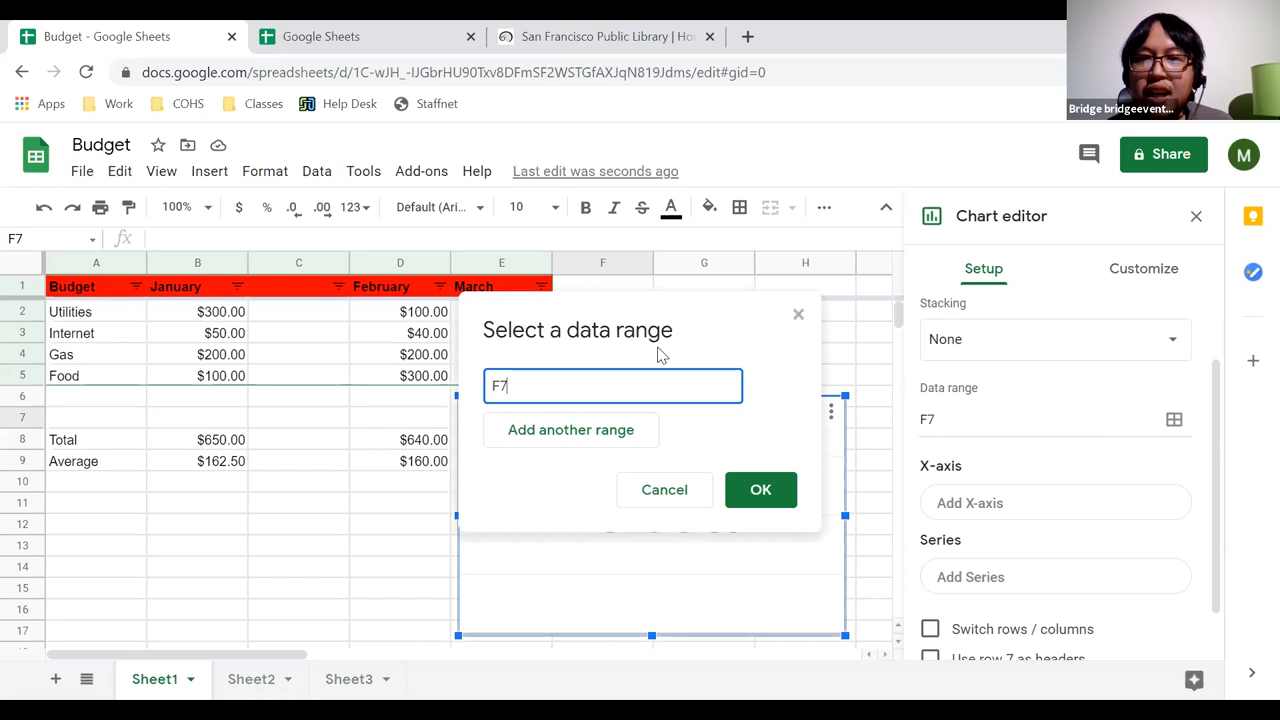 Budget - Google Sheets
Google Sheets
San Francisco Public Library | Ho
docs.google.com/spreadsheets/d/1C-wJH_-IJGbrH
v8DFmSF2WSTGfAXJqN819Jdms/edit#gid=0
Bridge bridgeevent...
Apps
Work
COHS
Classes
Help Desk
Staffnet
Budget
Share
M
File
Edit
View
Insert
Format
Data
Tools
Add-ons
Help
Last edit was seconds ago
100%
$
%
.0
.00
123
Default (Ari...
10
B
I
S
A
F7
fx
A
B
C
D
E
F
G
H
1 Budget January February March
2 Utilities $300.00 $100.00
3 Internet $50.00 $40.00
4 Gas $200.00 $200.00
5 Food $100.00 $300.00
6
7
8 Total $650.00 $640.00
9 Average $162.50 $160.00
10
11
12
13
14
15
16
17
Select a data range
F7
Add another range
Cancel
OK
Chart editor
Setup
Customize
Stacking
None
Data range
F7
X-axis
Add X-axis
Series
Add Series
Switch rows / columns
Use row 7 as headers
Sheet1
Sheet2
Sheet3